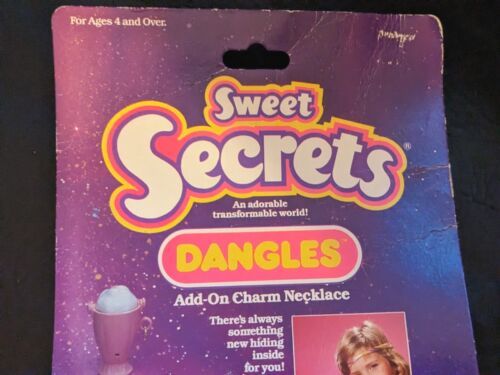 For Ages 4 and Over.
Sweet
Secrets®
An adorable
transformable world!
DANGLES™
Add-On Charm Necklace
There's always
something
new hiding
inside
for you!